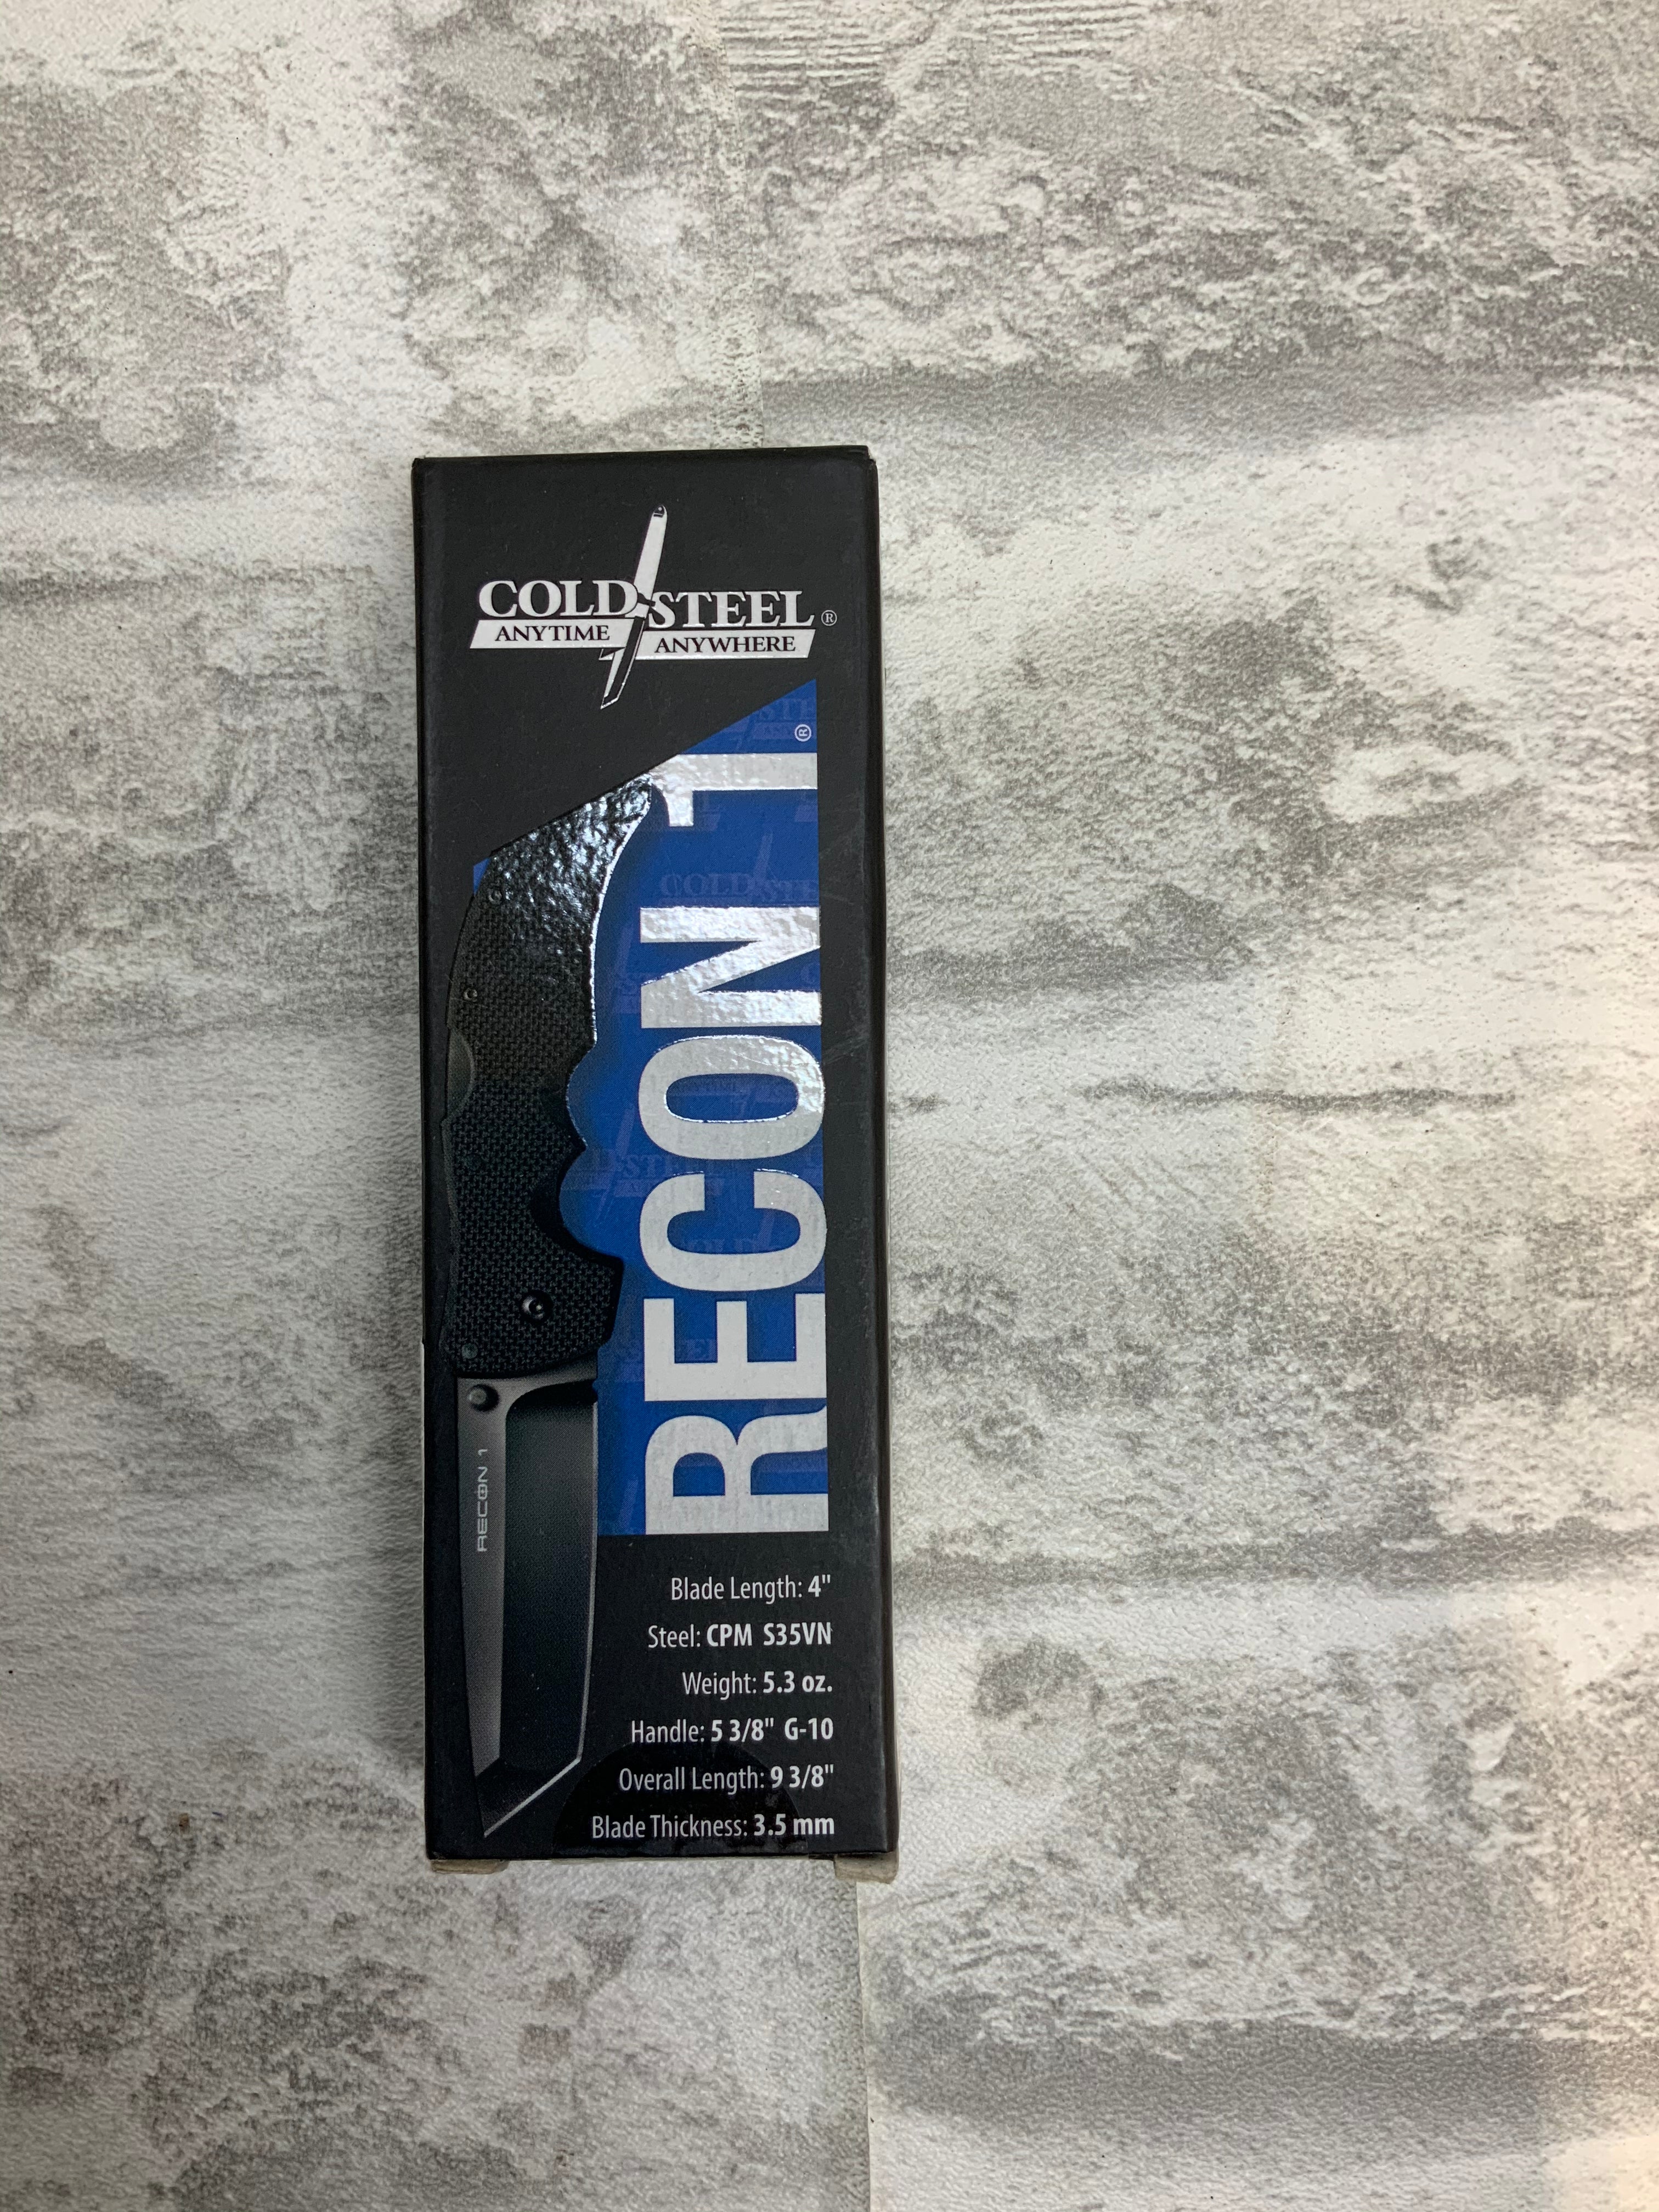 COLD STEEL ®
ANYTIME ANYWHERE
RECON 1®
RECON 1
Blade Length: 4"
Steel: CPM S35VN
Weight: 5.3 oz.
Handle: 5 3/8" G-10
Overall Length: 9 3/8"
Blade Thickness: 3.5 mm